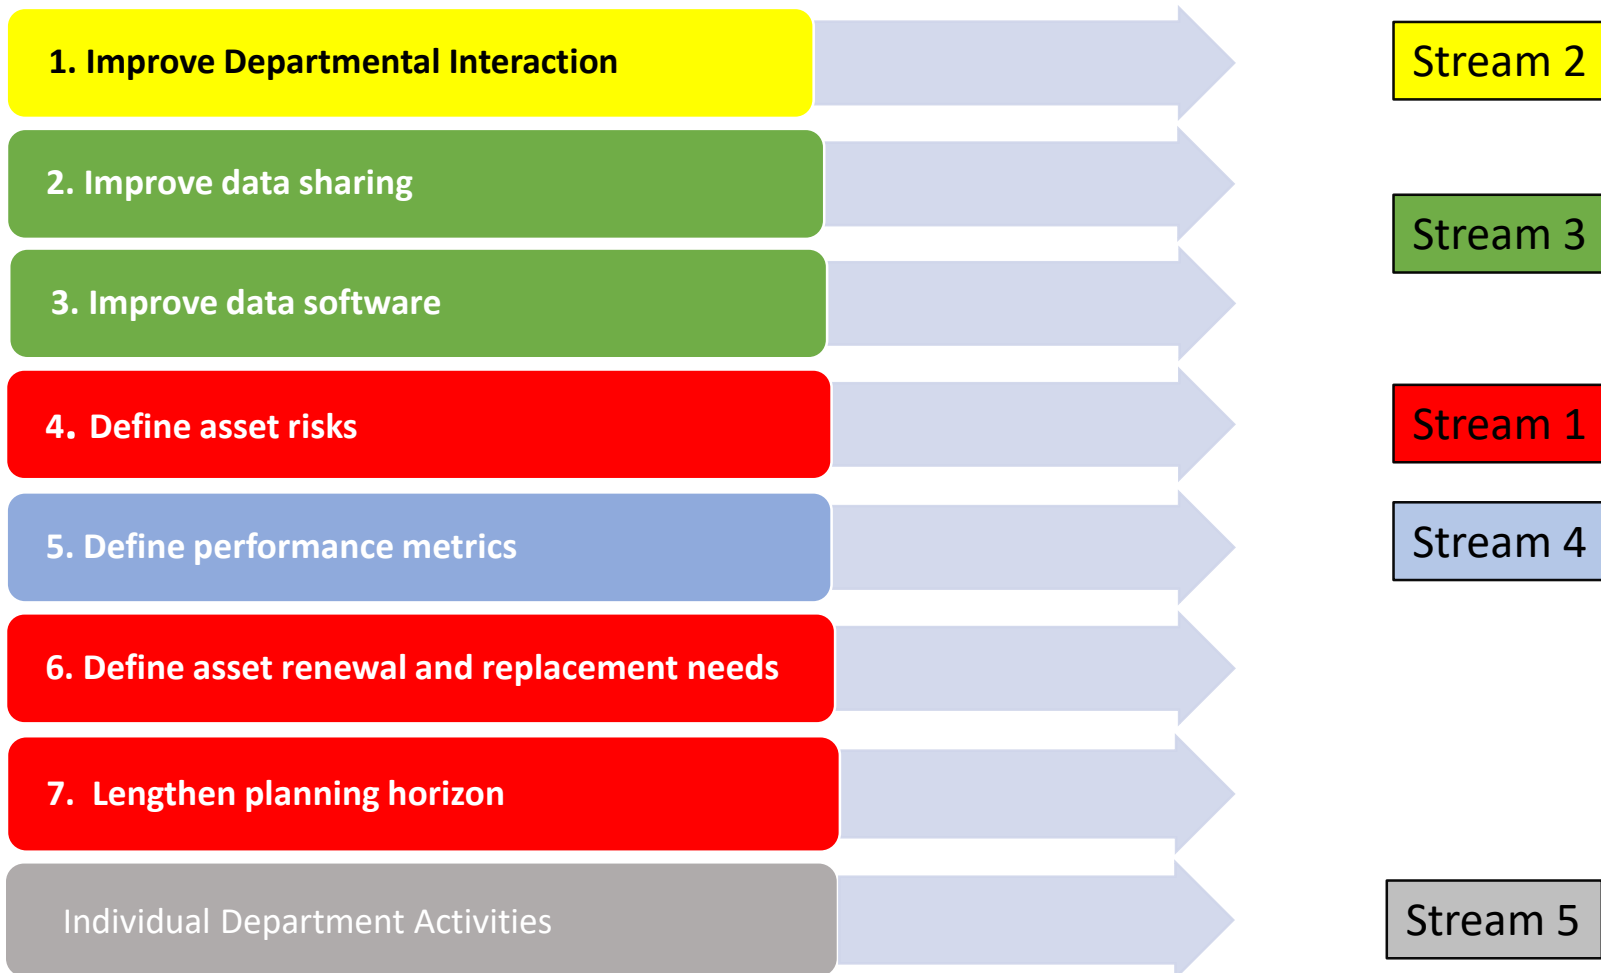 1. Improve Departmental Interaction
Stream 2
2. Improve data sharing
Stream 3
3. Improve data software
4. Define asset risks
Stream 1
5. Define performance metrics
Stream 4
6. Define asset renewal and replacement needs
7. Lengthen planning horizon
Individual Department Activities
Stream 5